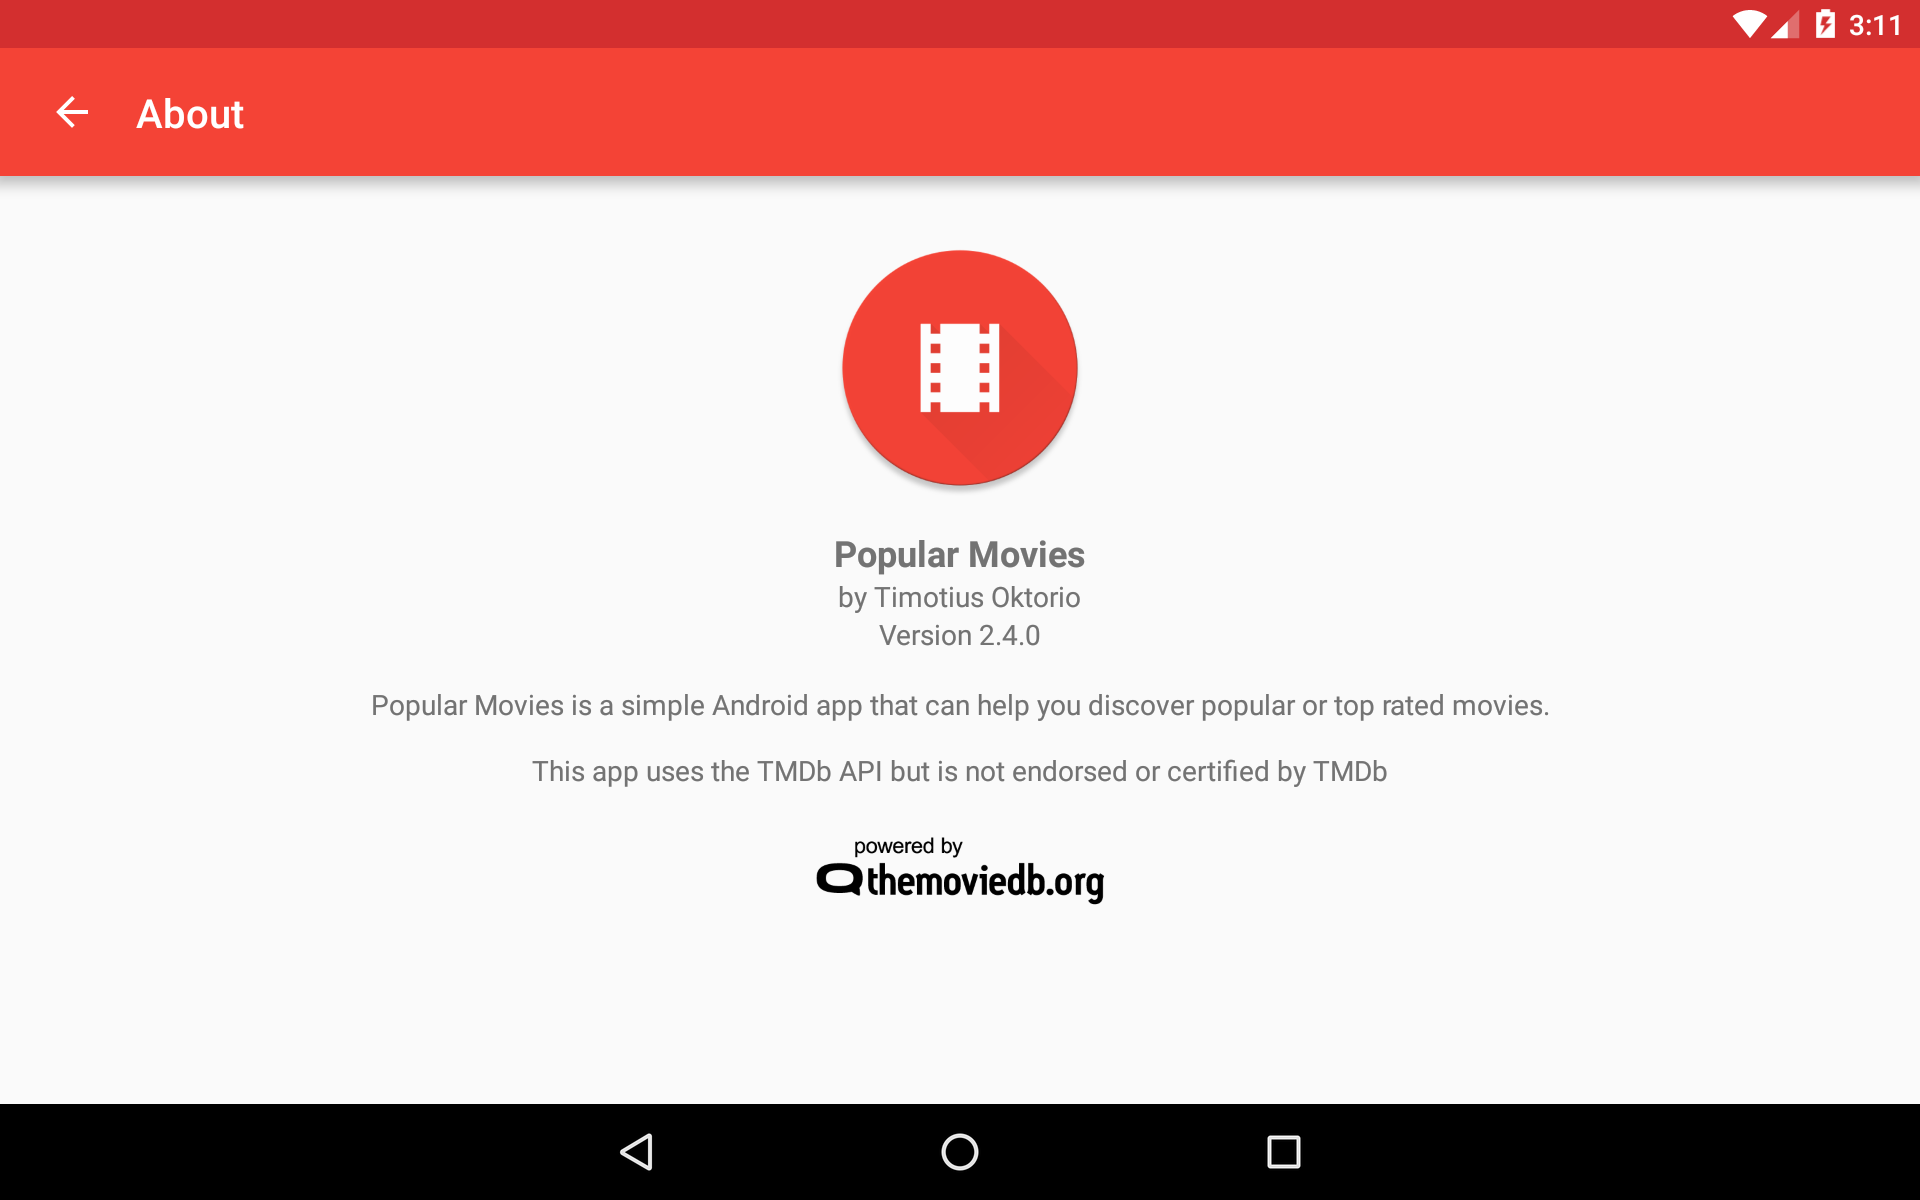 3:11
About
Popular Movies
by Timotius Oktorio
Version 2.4.0
Popular Movies is a simple Android app that can help you discover popular or top rated movies.
This app uses the TMDb API but is not endorsed or certified by TMDb
powered by
themoviedb.org